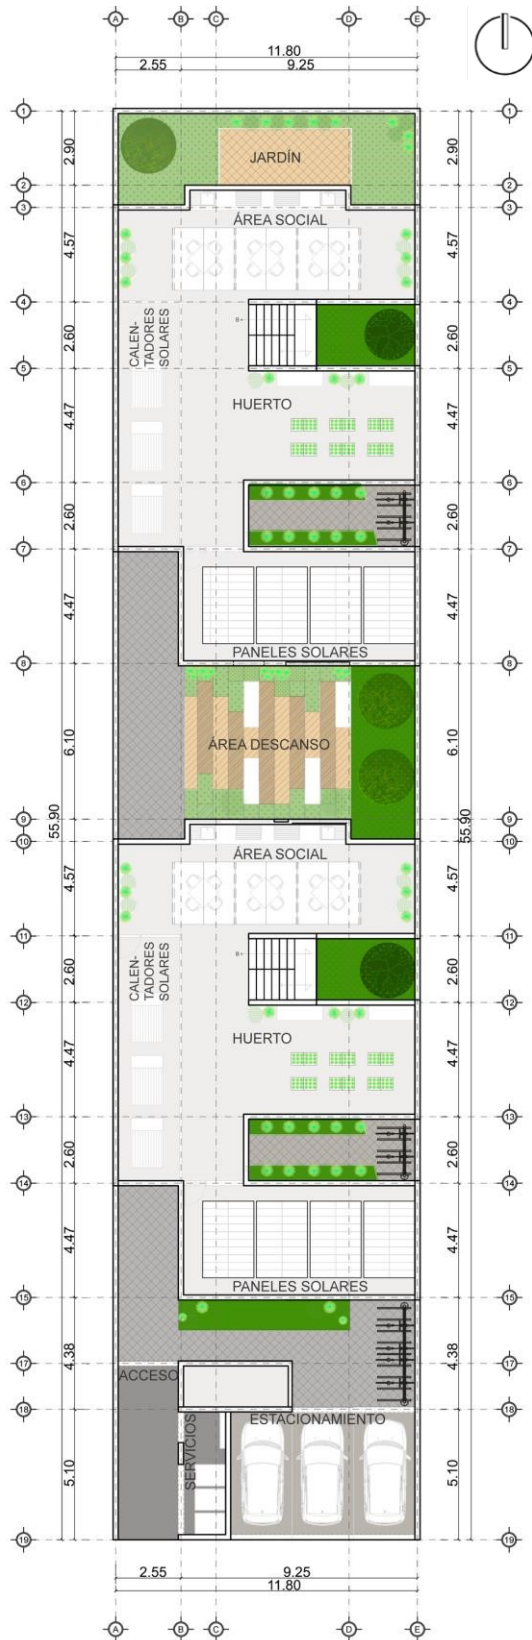 A B C D E
11.80
2.55 9.25
1 1
2.90 JARDÍN 2.90
2 2
3 3
ÁREA SOCIAL
4.57 4.57
4 4
CALEN-
TADORES
SOLARES
2.60 2.60
5 5
HUERTO
4.47 4.47
6 6
2.60 2.60
7 7
4.47 4.47
PANELES SOLARES
8 8
6.10 ÁREA DESCANSO 6.10
55.90 55.90
9 9
10 10
ÁREA SOCIAL
4.57 4.57
11 11
CALEN-
TADORES
SOLARES
2.60 2.60
12 12
HUERTO
4.47 4.47
13 13
2.60 2.60
14 14
4.47 4.47
PANELES SOLARES
15 15
4.38 4.38
17 17
ACCESO
18 18
ESTACIONAMIENTO
SERVICIOS
5.10 5.10
19 19
2.55 9.25
11.80
A B C D E